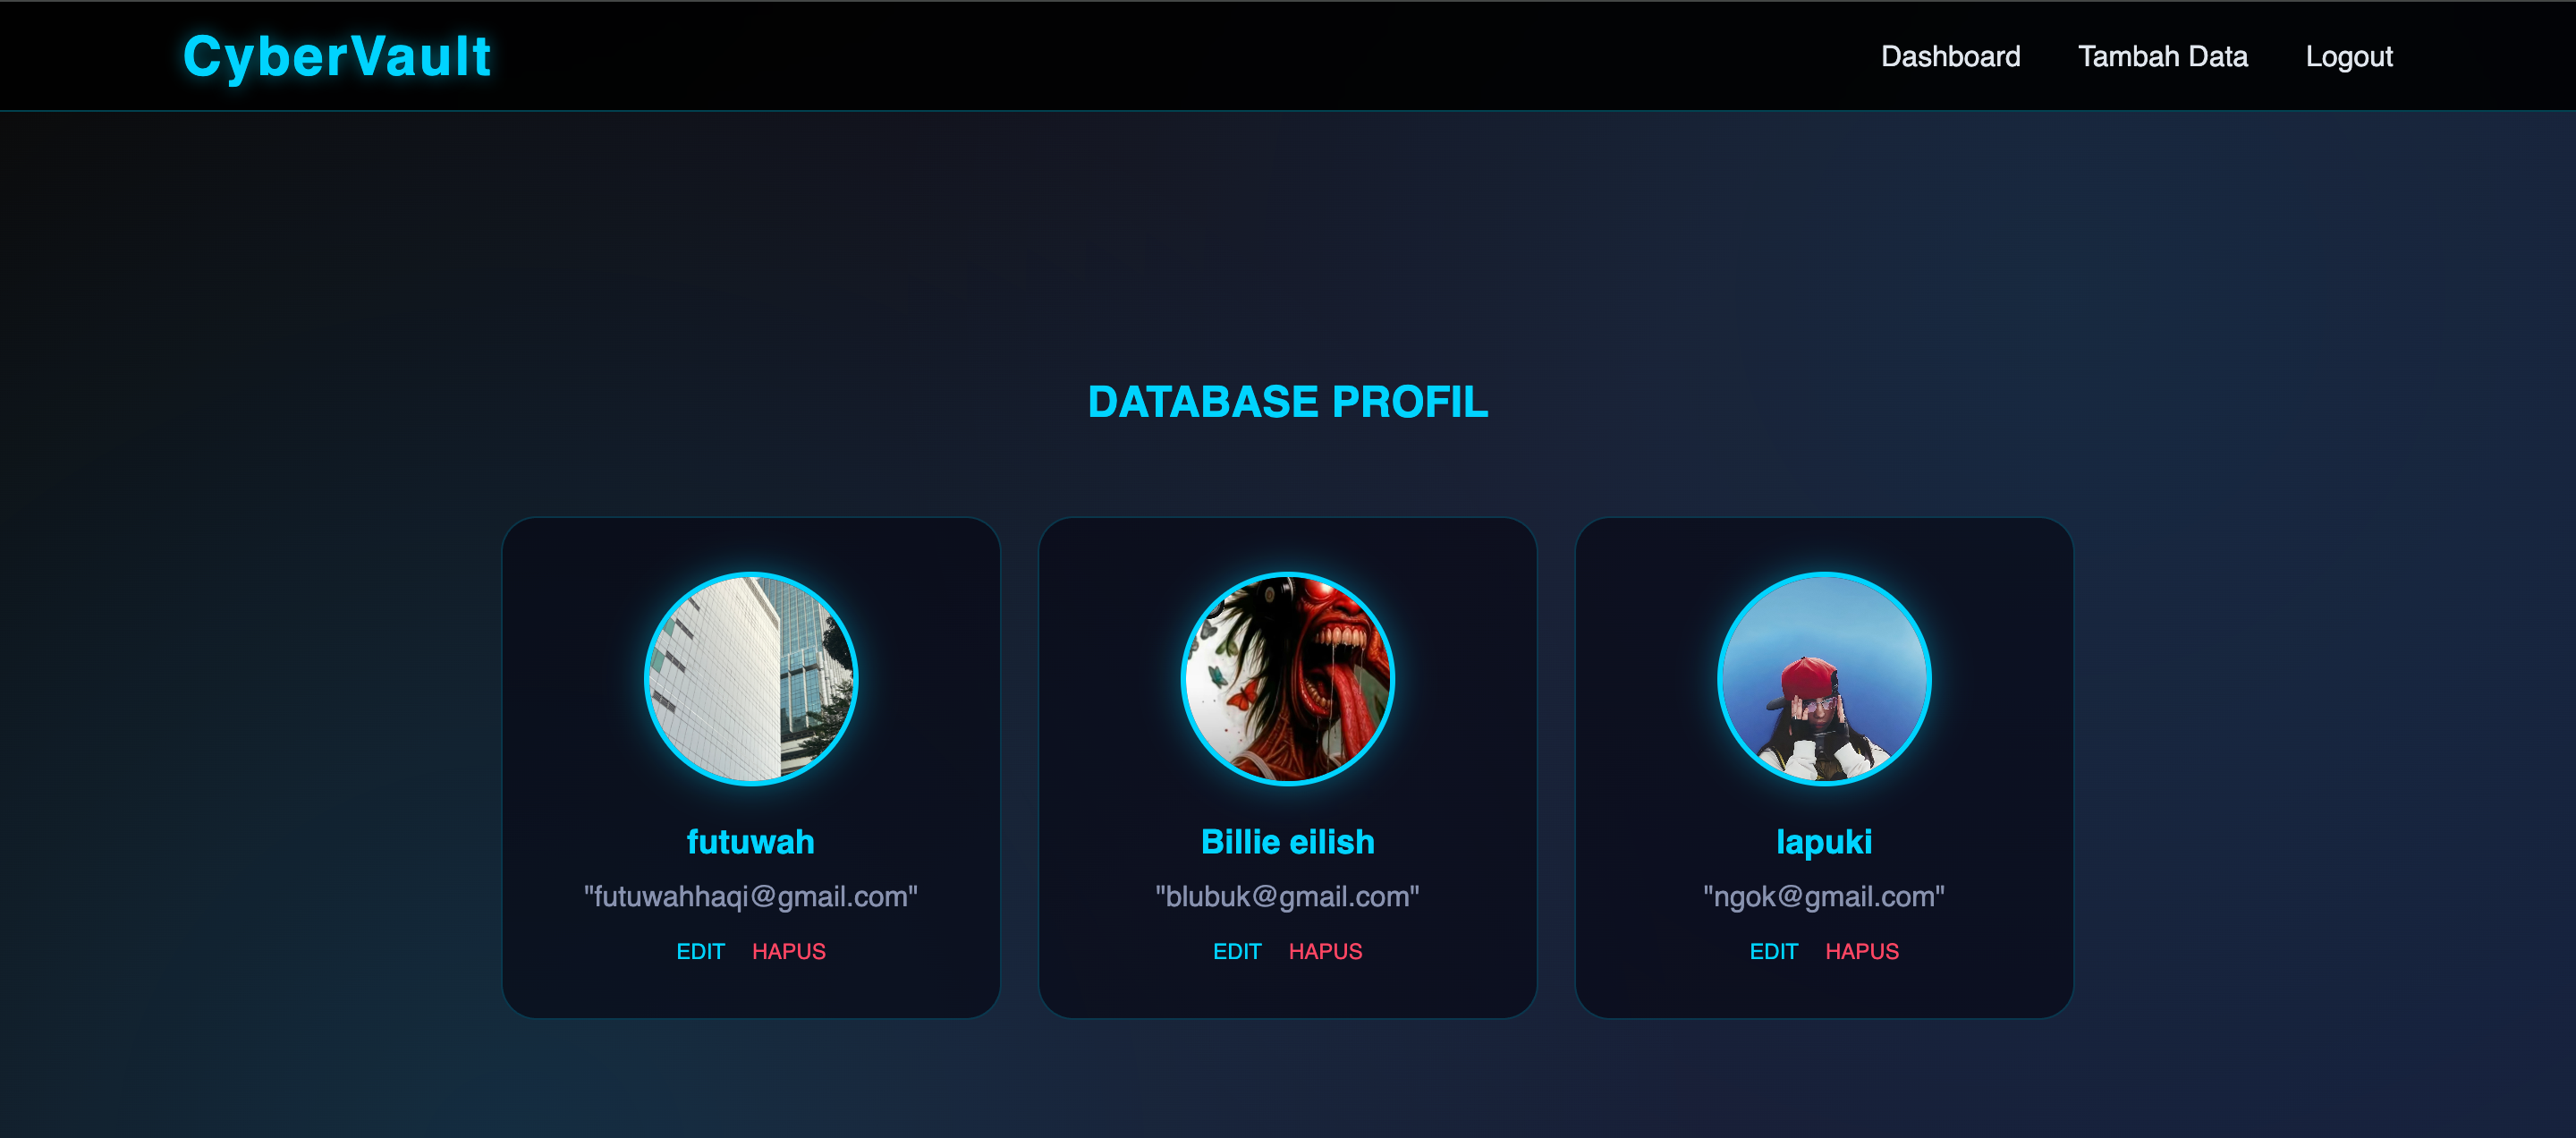 CyberVault
Dashboard Tambah Data Logout
DATABASE PROFIL
futuwah
"futuwahhaqi@gmail.com"
EDIT HAPUS
Billie eilish
"blubuk@gmail.com"
EDIT HAPUS
lapuki
"ngok@gmail.com"
EDIT HAPUS